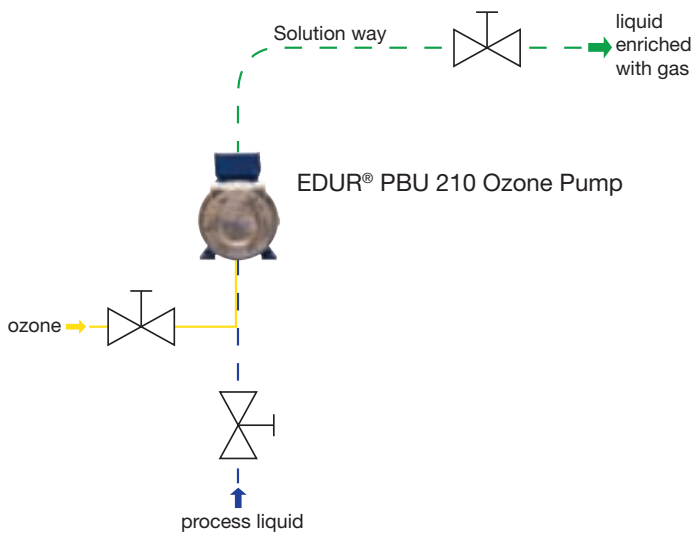 Solution way
liquid
enriched
with gas
EDUR® PBU 210 Ozone Pump
ozone
process liquid